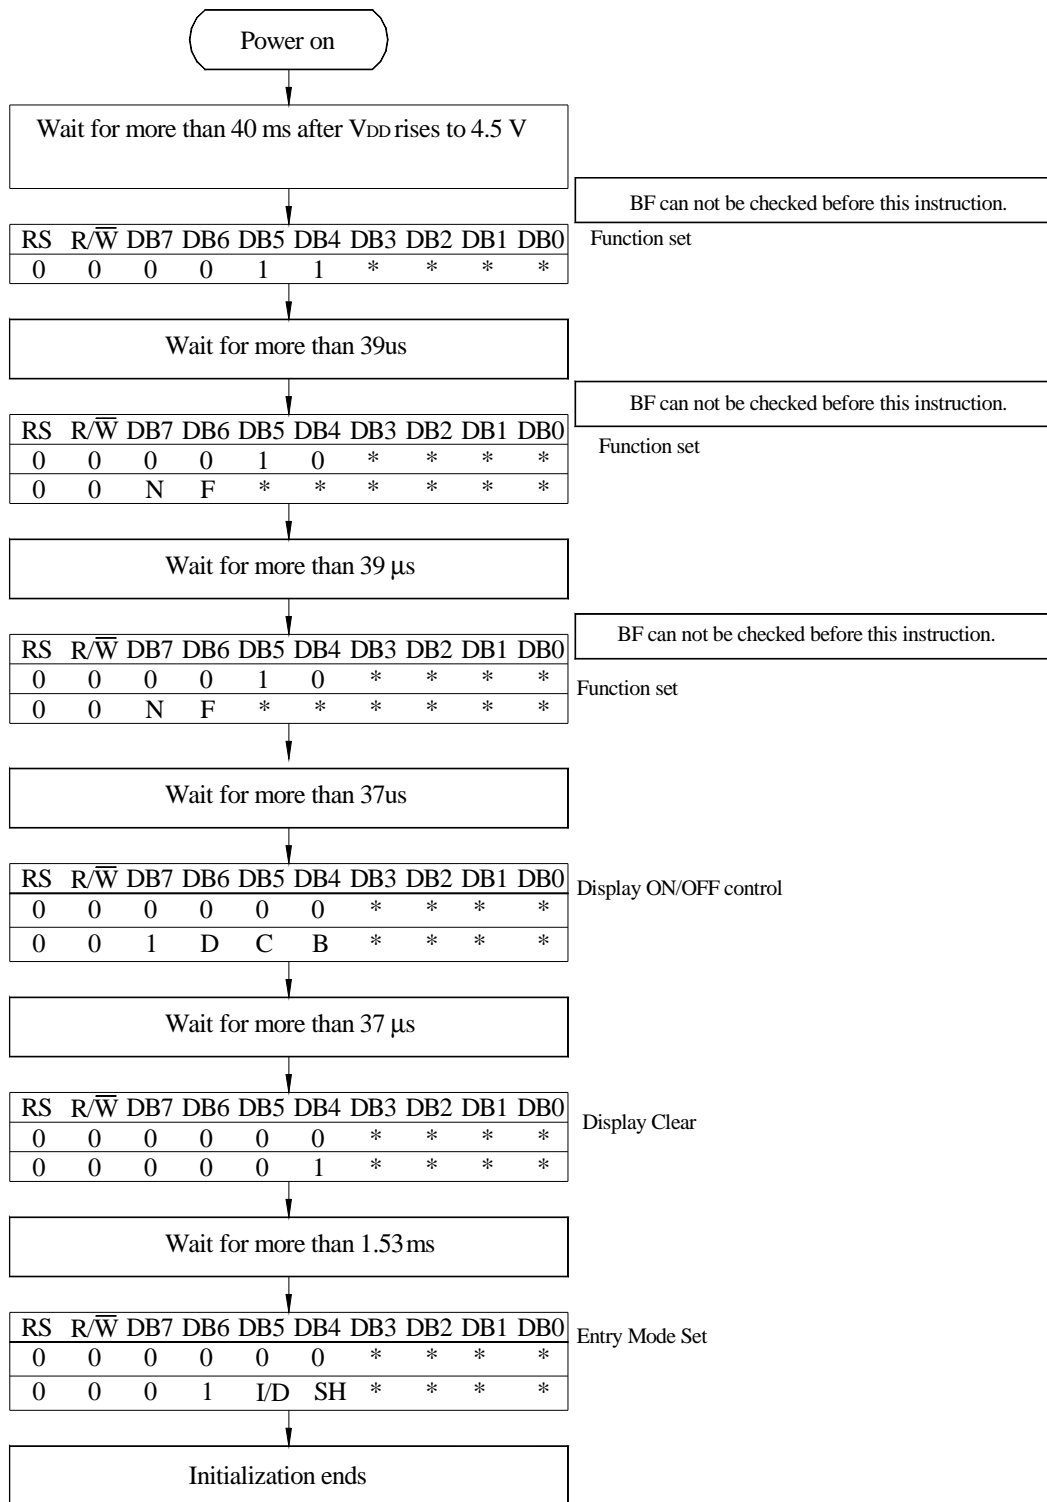 Power on
Wait for more than 40 ms after VDD rises to 4.5 V
BF can not be checked before this instruction.
RS R/W̅ DB7 DB6 DB5 DB4 DB3 DB2 DB1 DB0
Function set
0 0 0 0 1 1 * * * *
Wait for more than 39us
BF can not be checked before this instruction.
RS R/W̅ DB7 DB6 DB5 DB4 DB3 DB2 DB1 DB0
Function set
0 0 0 0 1 0 * * * *
0 0 N F * * * * * *
Wait for more than 39 µs
BF can not be checked before this instruction.
RS R/W̅ DB7 DB6 DB5 DB4 DB3 DB2 DB1 DB0
0 0 0 0 1 0 * * * *
Function set
0 0 N F * * * * * *
Wait for more than 37us
RS R/W̅ DB7 DB6 DB5 DB4 DB3 DB2 DB1 DB0
Display ON/OFF control
0 0 0 0 0 0 * * * *
0 0 1 D C B * * * *
Wait for more than 37 µs
RS R/W̅ DB7 DB6 DB5 DB4 DB3 DB2 DB1 DB0
Display Clear
0 0 0 0 0 0 * * * *
0 0 0 0 0 1 * * * *
Wait for more than 1.53ms
RS R/W̅ DB7 DB6 DB5 DB4 DB3 DB2 DB1 DB0
Entry Mode Set
0 0 0 0 0 0 * * * *
0 0 0 1 I/D SH * * * *
Initialization ends